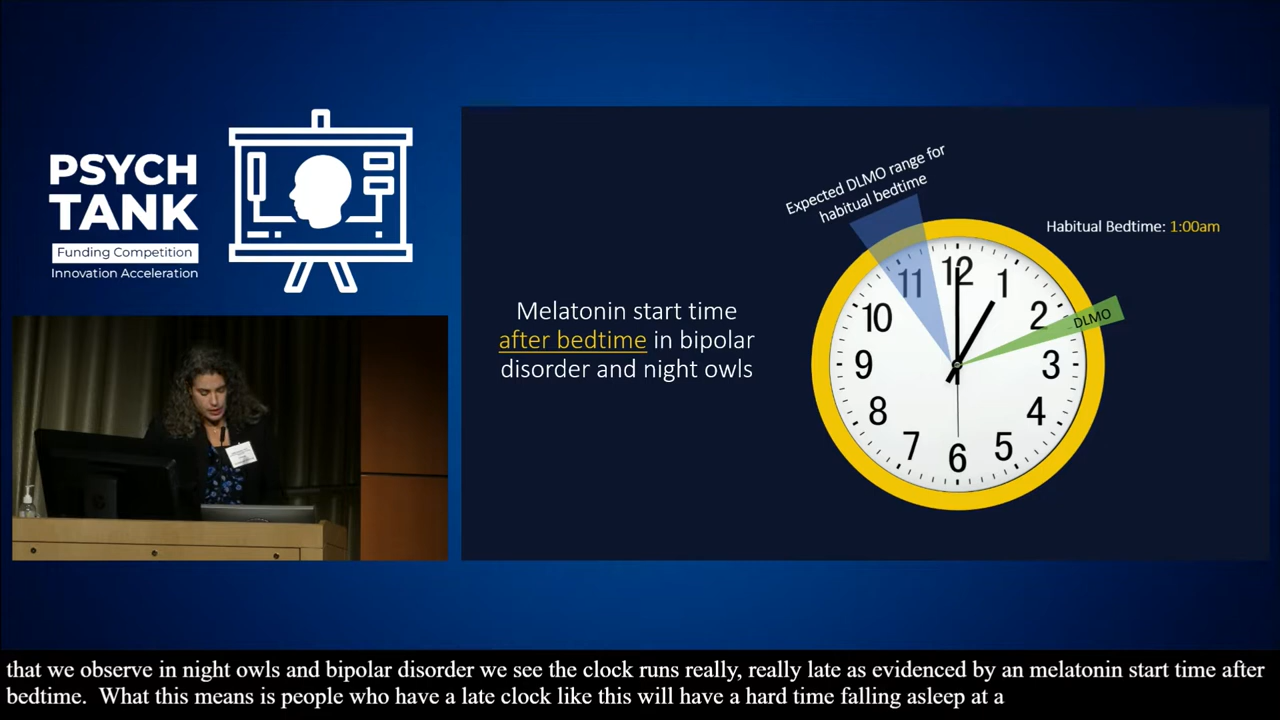 PSYCH
TANK
Funding Competition
Innovation Acceleration
Expected DLMO range for
habitual bedtime
Habitual Bedtime: 1:00am
Melatonin start time
after bedtime in bipolar
disorder and night owls
12
1
2
3
4
5
6
7
8
9
10
11
DLMO
that we observe in night owls and bipolar disorder we see the clock runs really, really late as evidenced by an melatonin start time after
bedtime.  What this means is people who have a late clock like this will have a hard time falling asleep at a